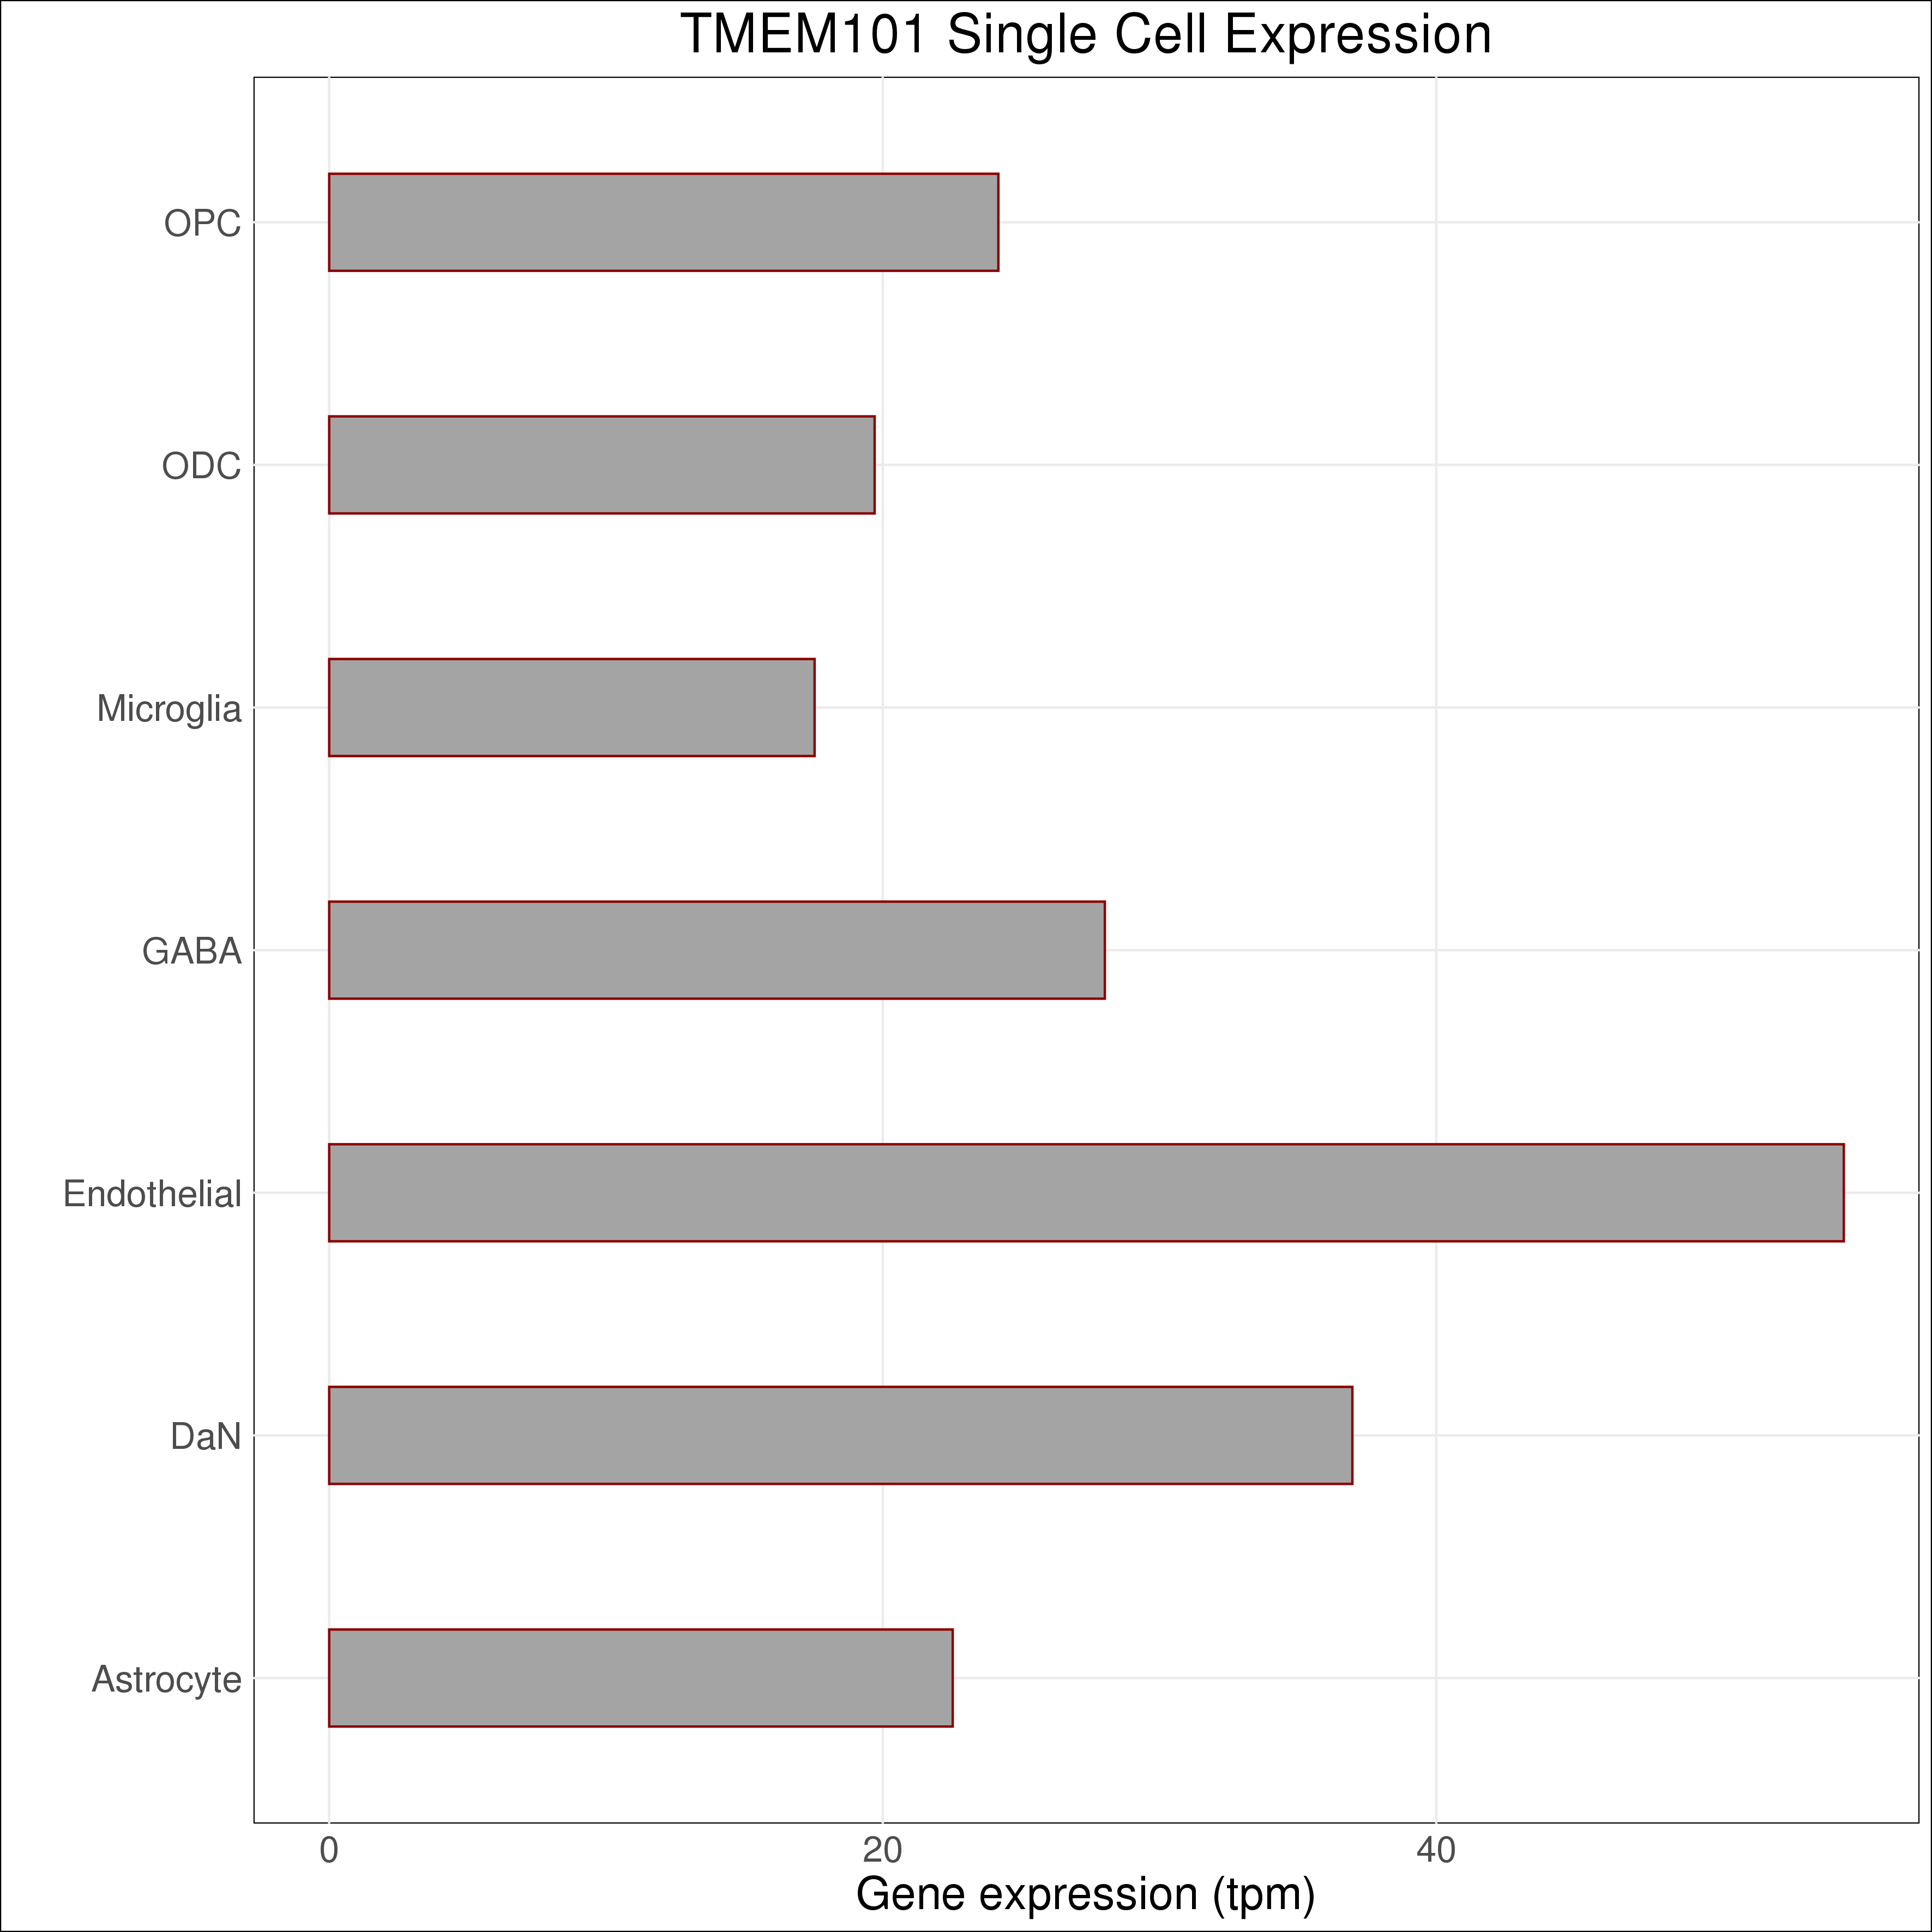 TMEM101 Single Cell Expression
OPC
ODC
Microglia
GABA
Endothelial
DaN
Astrocyte
0 20 40
Gene expression (tpm)